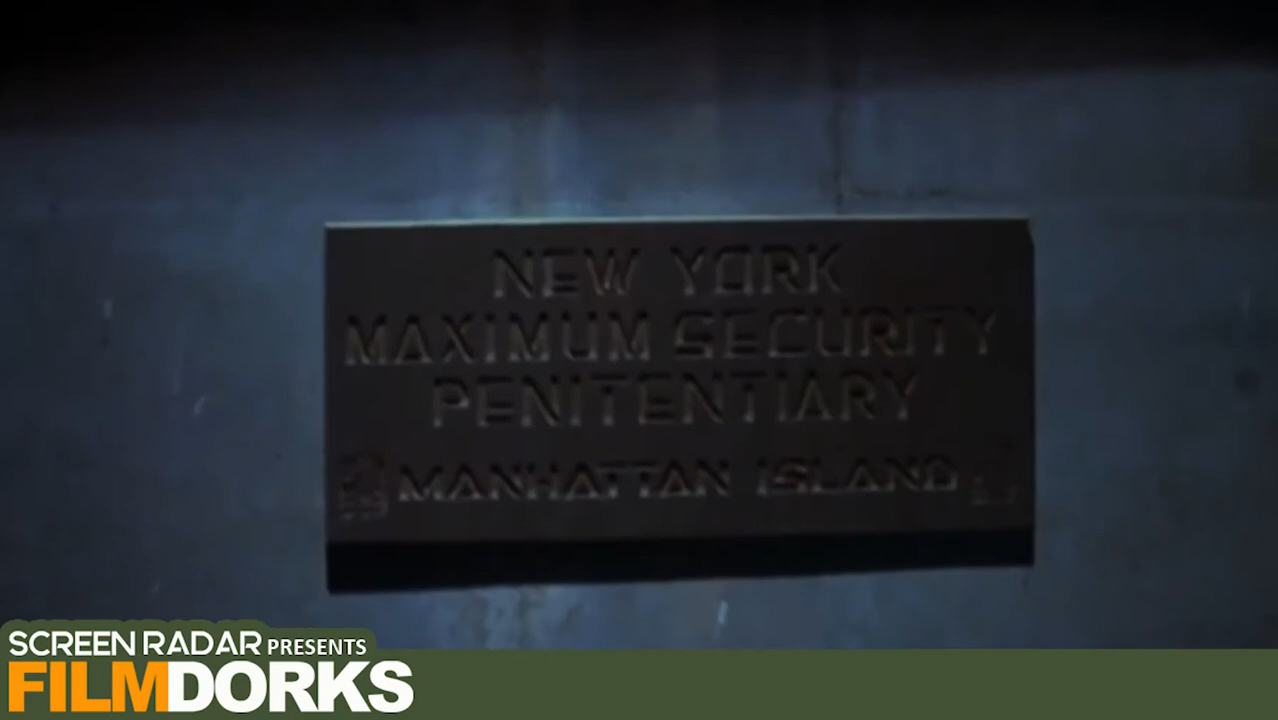 NEW YORK
MAXIMUM SECURITY
PENITENTIARY
MANHATTAN ISLAND
SCREEN RADAR PRESENTS
FILMDORKS